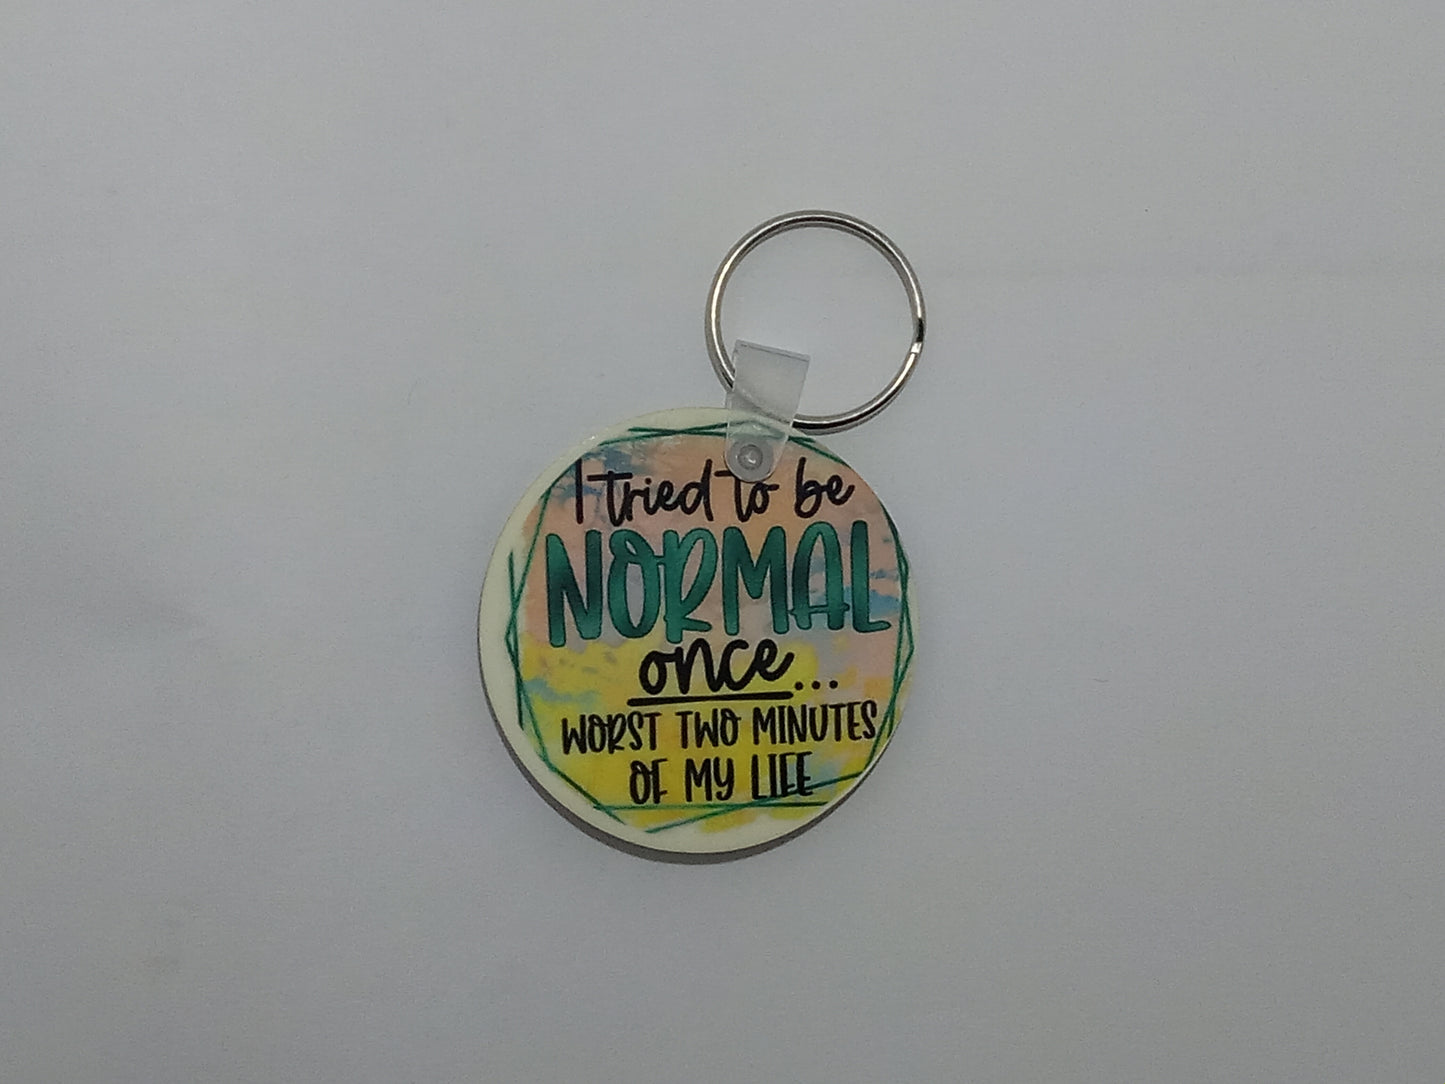 I tried to be
NORMAL
once...
WORST TWO MINUTES
OF MY LIFE